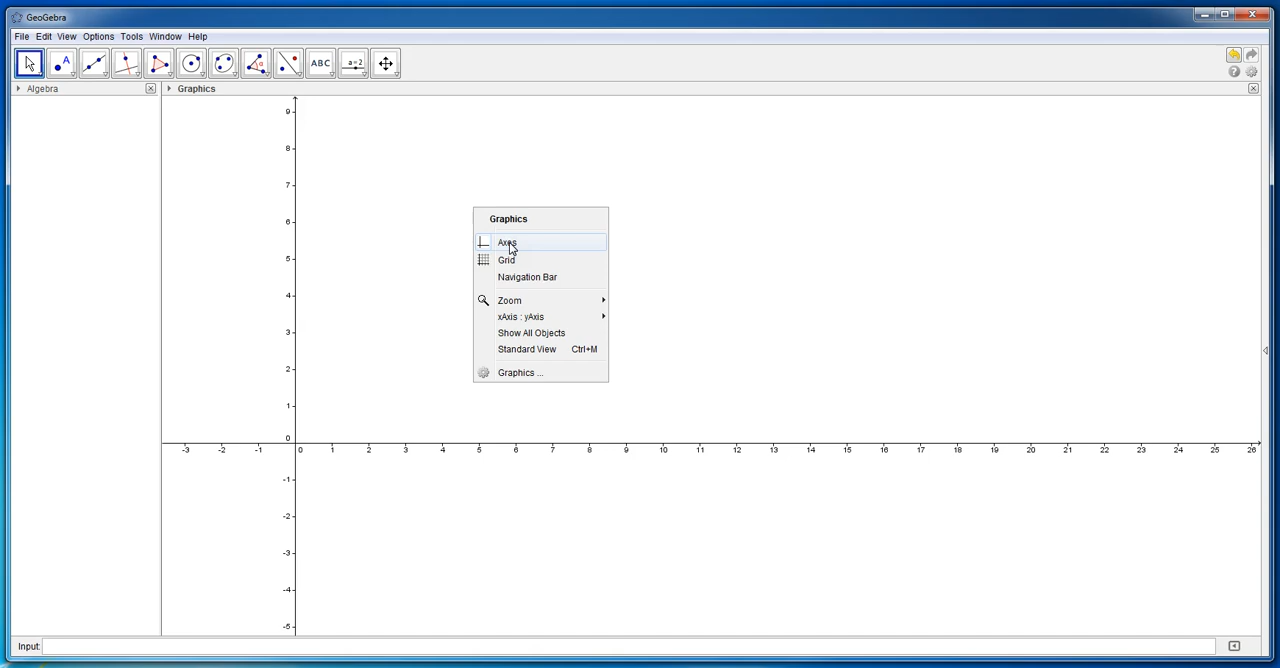 GeoGebra
File Edit View Options Tools Window Help
A ABC a=2
Algebra Graphics
9
8
7
6
5
4
3
2
1
0
-3 -2 -1 0 1 2 3 4 5 6 7 8 9 10 11 12 13 14 15 16 17 18 19 20 21 22 23 24 25 26
-1
-2
-3
-4
-5
Graphics
Axes
Grid
Navigation Bar
Zoom
xAxis : yAxis
Show All Objects
Standard View Ctrl+M
Graphics ...
Input: